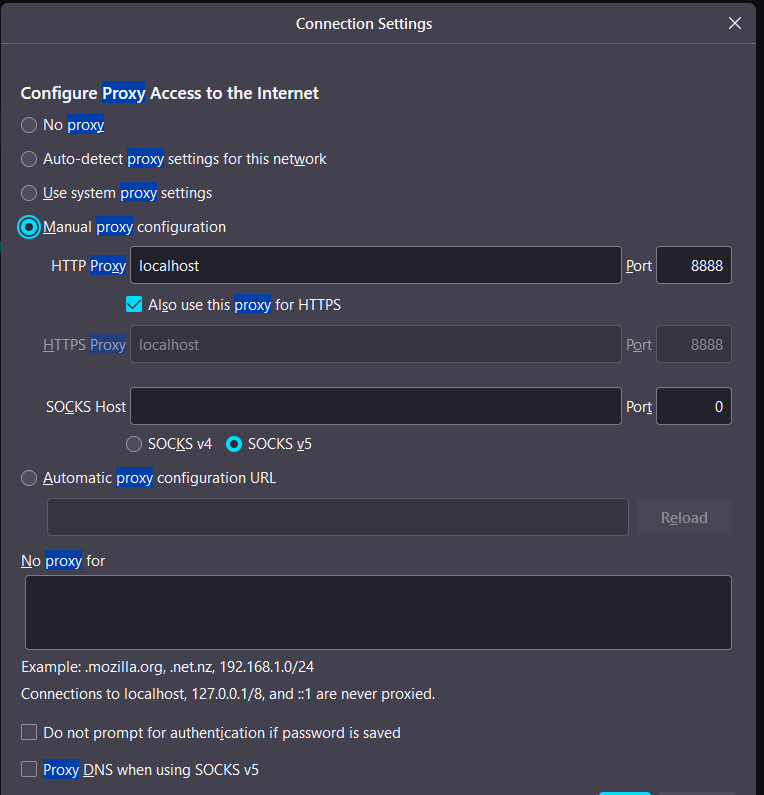 Connection Settings
Configure Proxy Access to the Internet
No proxy
Auto-detect proxy settings for this network
Use system proxy settings
Manual proxy configuration
HTTP Proxy localhost Port 8888
Also use this proxy for HTTPS
HTTPS Proxy localhost Port 8888
SOCKS Host Port 0
SOCKS v4 SOCKS v5
Automatic proxy configuration URL
Reload
No proxy for
Example: .mozilla.org, .net.nz, 192.168.1.0/24
Connections to localhost, 127.0.0.1/8, and ::1 are never proxied.
Do not prompt for authentication if password is saved
Proxy DNS when using SOCKS v5